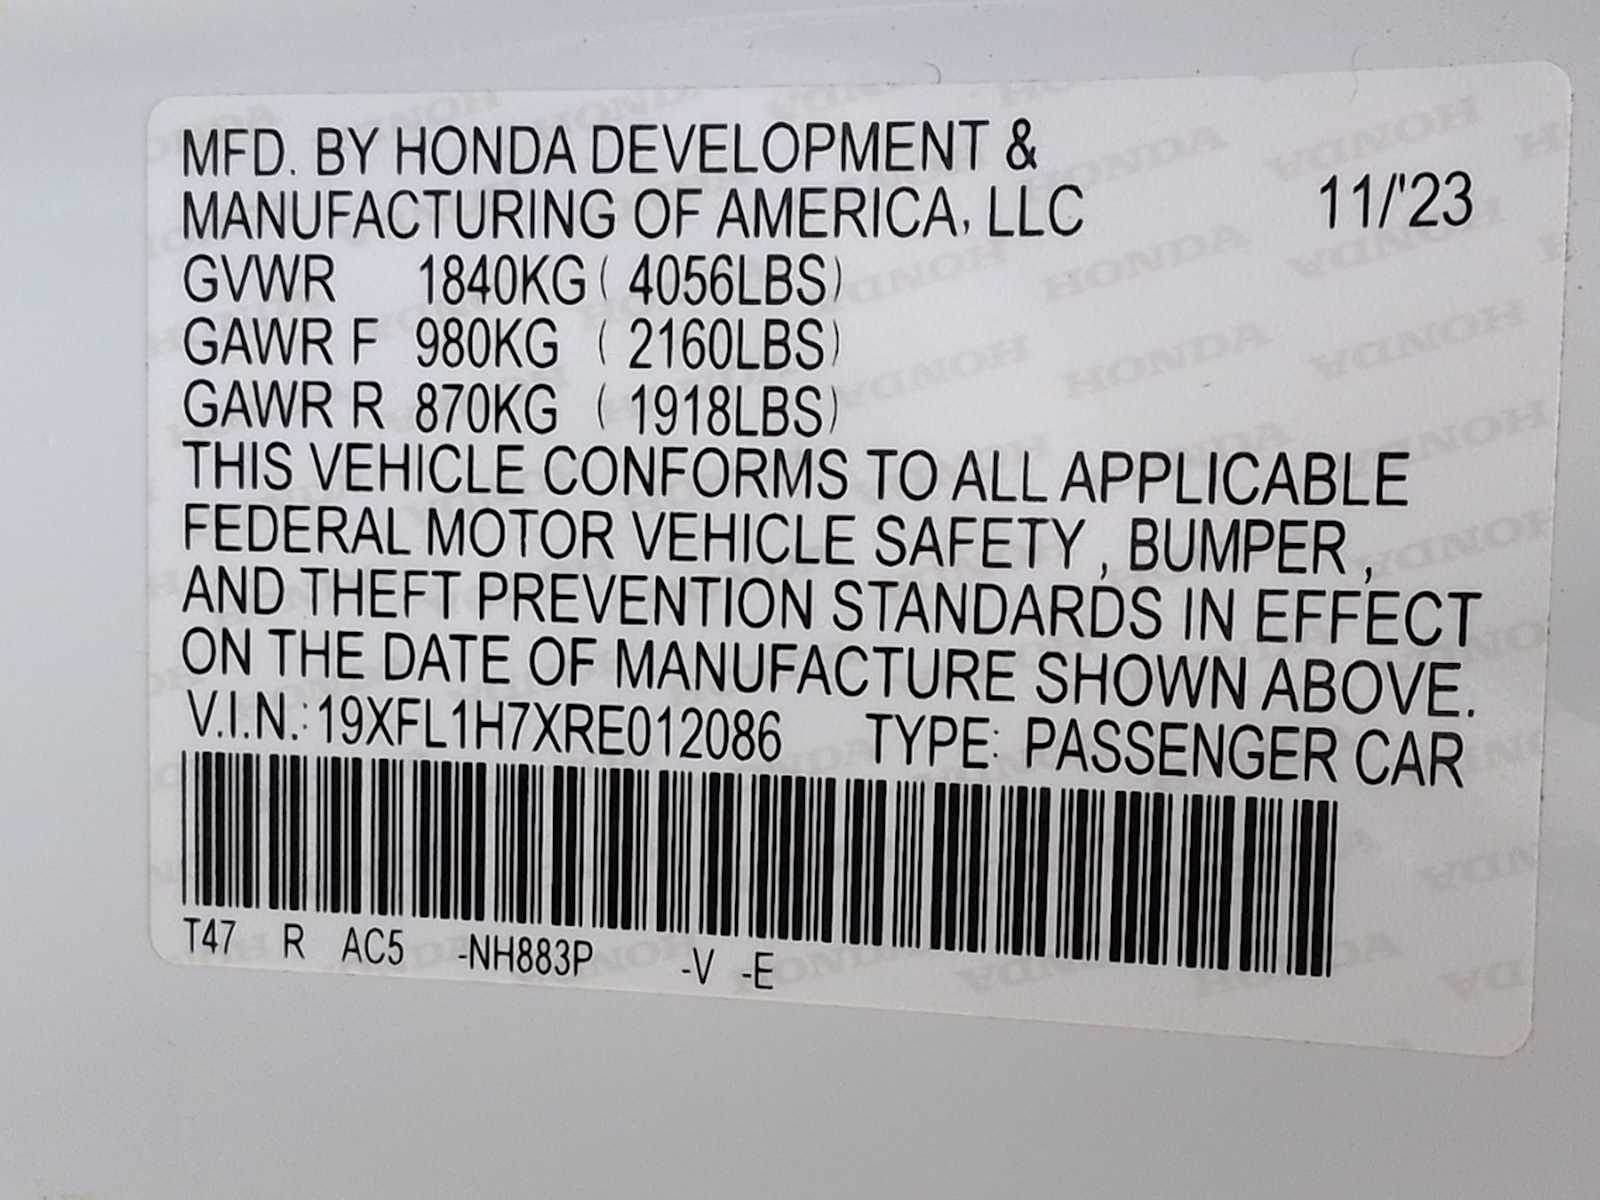 MFD. BY HONDA DEVELOPMENT &
MANUFACTURING OF AMERICA, LLC 11/'23
GVWR 1840KG ( 4056LBS)
GAWR F 980KG ( 2160LBS)
GAWR R 870KG ( 1918LBS)
THIS VEHICLE CONFORMS TO ALL APPLICABLE
FEDERAL MOTOR VEHICLE SAFETY , BUMPER ,
AND THEFT PREVENTION STANDARDS IN EFFECT
ON THE DATE OF MANUFACTURE SHOWN ABOVE.
V.I.N.: 19XFL1H7XRE012086 TYPE: PASSENGER CAR
T47 R AC5 -NH883P -V -E